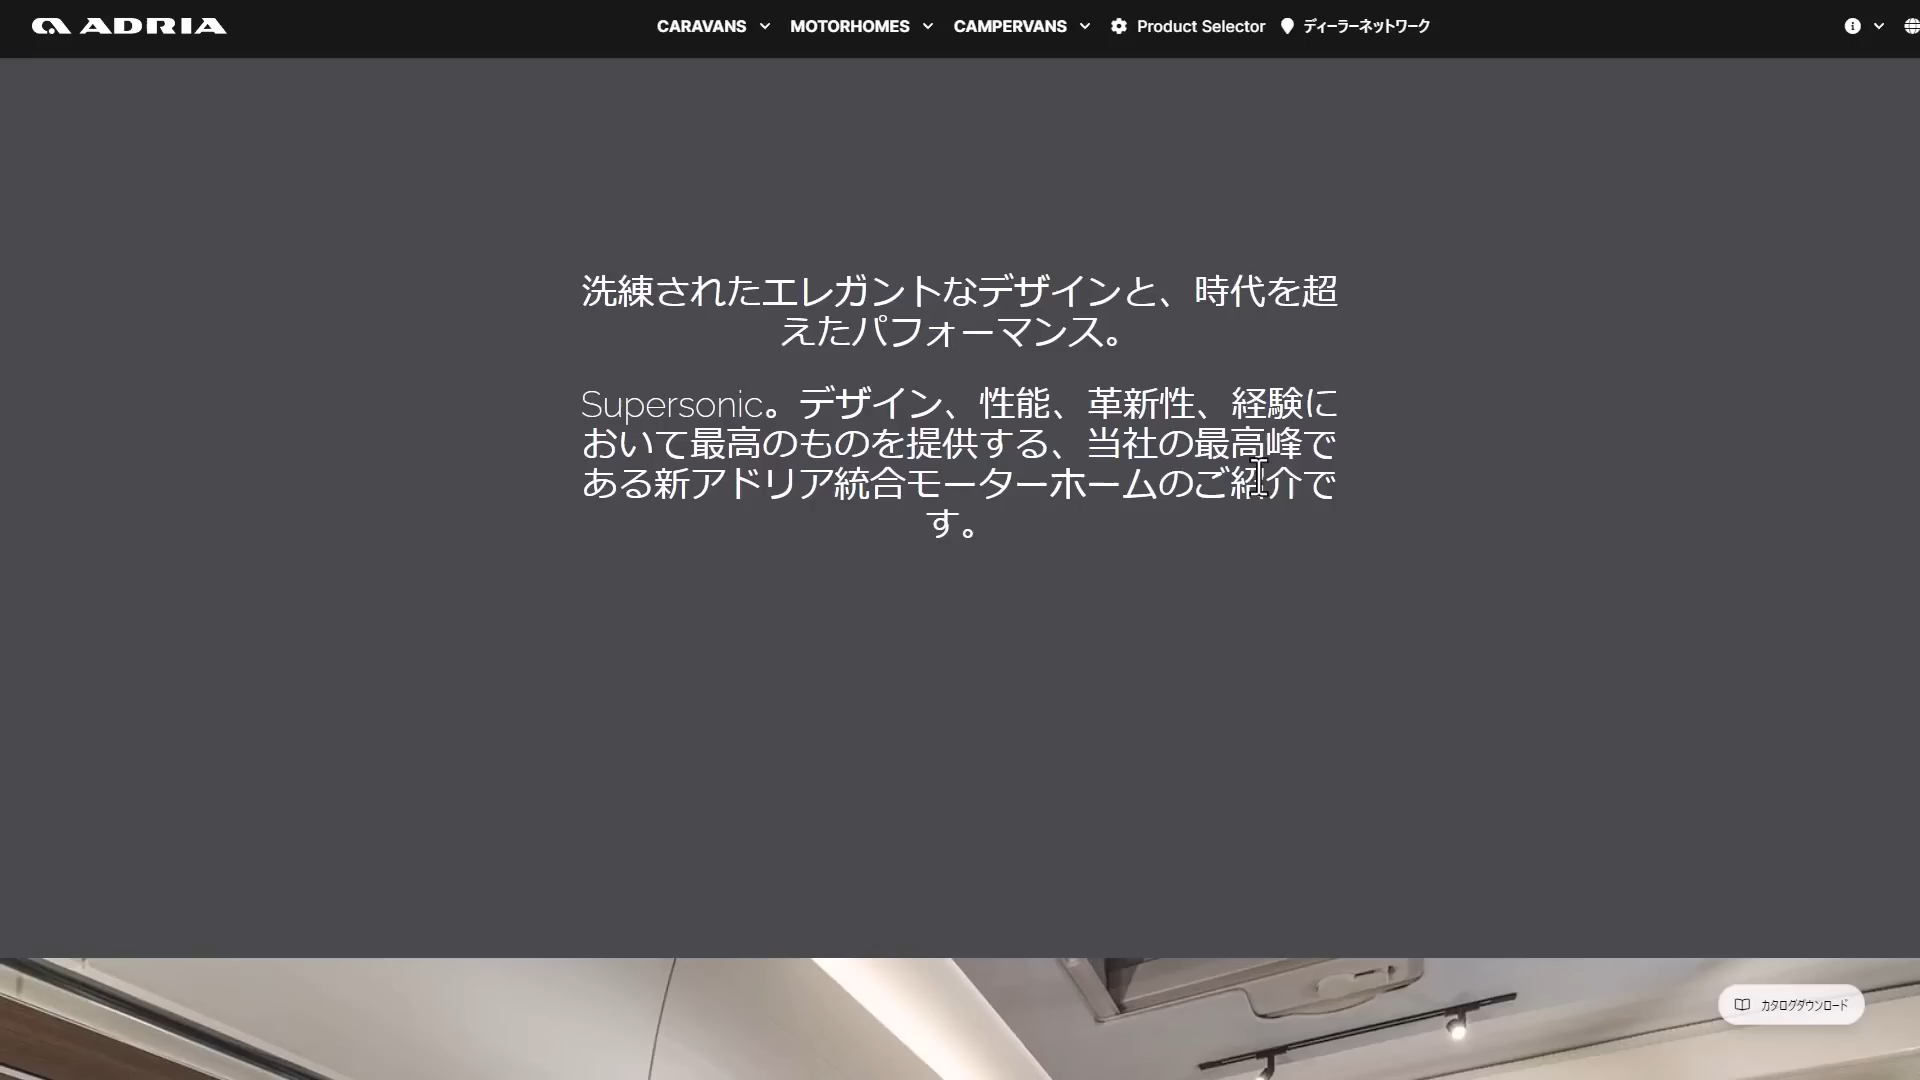 ADRIA CARAVANS MOTORHOMES CAMPERVANS Product Selector ディーラーネットワーク
洗練されたエレガントなデザインと、時代を超
えたパフォーマンス。
Supersonic。デザイン、性能、革新性、経験に
おいて最高のものを提供する、当社の最高峰で
ある新アドリア統合モーターホームのご紹介で
す。
カタログダウンロード